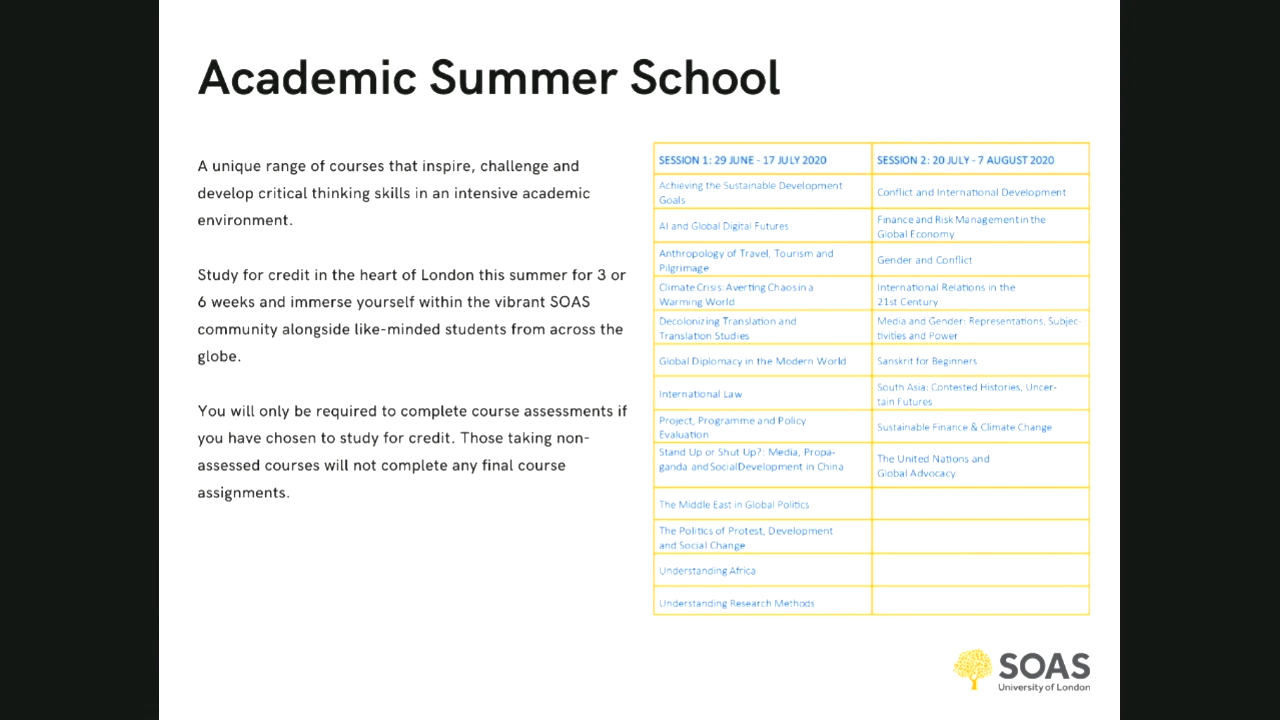 Academic Summer School
A unique range of courses that inspire, challenge and
develop critical thinking skills in an intensive academic
environment.
Study for credit in the heart of London this summer for 3 or
6 weeks and immerse yourself within the vibrant SOAS
community alongside like-minded students from across the
globe.
You will only be required to complete course assessments if
you have chosen to study for credit. Those taking non-
assessed courses will not complete any final course
assignments.
SESSION 1: 29 JUNE - 17 JULY 2020
SESSION 2: 20 JULY - 7 AUGUST 2020
Achieving the Sustainable Development
Goals
Conflict and International Development
AI and Global Digital Futures
Finance and Risk Management in the
Global Economy
Anthropology of Travel, Tourism and
Pilgrimage
Gender and Conflict
Climate Crisis: Averting Chaos in a
Warming World
International Relations in the
21st Century
Decolonizing Translation and
Translation Studies
Media and Gender: Representations, Subjec-
tivities and Power
Global Diplomacy in the Modern World
Sanskrit for Beginners
International Law
South Asia: Contested Histories, Uncer-
tain Futures
Project, Programme and Policy
Evaluation
Sustainable Finance & Climate Change
Stand Up or Shut Up?: Media, Propa-
ganda and Social Development in China
The United Nations and
Global Advocacy
The Middle East in Global Politics
The Politics of Protest, Development
and Social Change
Understanding Africa
Understanding Research Methods
SOAS
University of London